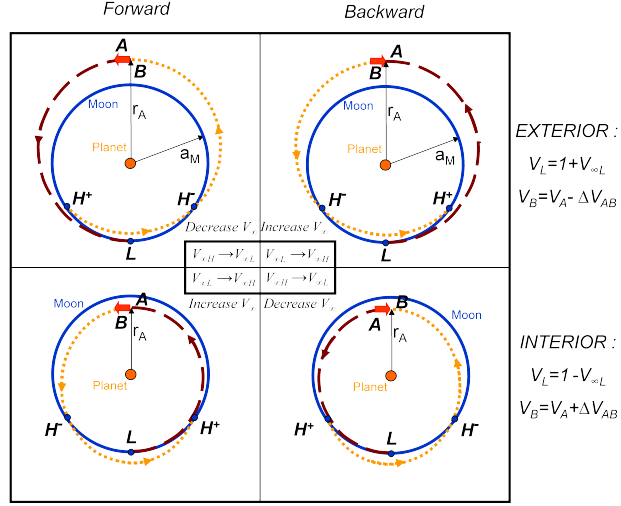 Forward
Backward
A
B
Moon
r_A
Planet
a_M
H⁺
H⁻
L
A
B
Moon
r_A
Planet
a_M
H⁻
H⁺
L
EXTERIOR :
V_L=1+V_∞L
V_B=V_A- ΔV_AB
Decrease V_∞
Increase V_∞
V_∞H→V_∞L
V_∞L→V_∞H
V_∞L→V_∞H
V_∞H→V_∞L
Increase V_∞
Decrease V_∞
A
B
r_A
Moon
Planet
H⁻
H⁺
L
B
A
r_A
Moon
Planet
H⁺
H⁻
L
INTERIOR :
V_L=1-V_∞L
V_B=V_A+ΔV_AB